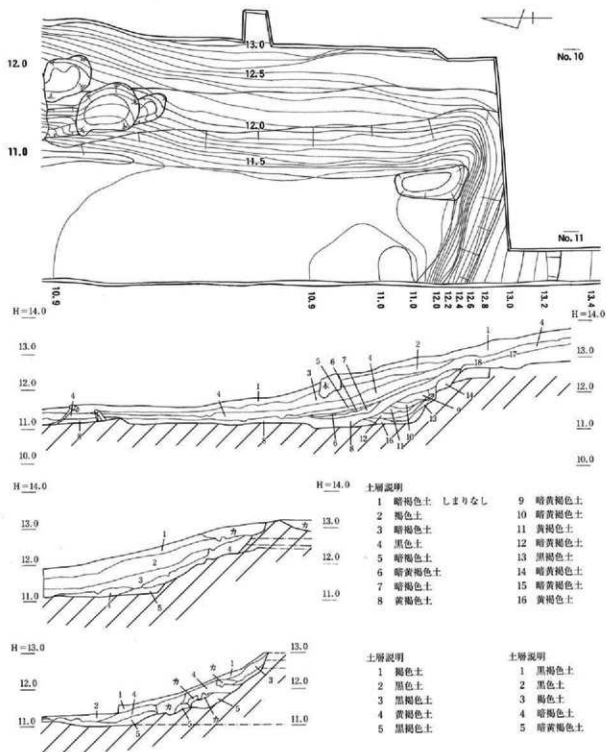 No. 10
No. 11
13.0
12.5
12.0
11.5
12.0
11.0
10.9
10.9
11.0
11.0
12.0
12.2
12.4
12.6
12.8
13.0
13.2
13.4
H=14.0
13.0
12.0
11.0
10.0
H=14.0
13.0
12.0
11.0
10.0
H=14.0
13.0
12.0
11.0
H=14.0
13.0
12.0
11.0
H=13.0
12.0
11.0
13.0
12.0
11.0
土層説明
1 暗褐色土 しまりなし
2 褐色土
3 暗褐色土
4 黒色土
5 暗褐色土
6 暗黄褐色土
7 暗褐色土
8 黄褐色土
9 暗黄褐色土
10 暗黄褐色土
11 黄褐色土
12 暗黄褐色土
13 黒褐色土
14 暗黄褐色土
15 暗黄褐色土
16 黄褐色土
土層説明
1 褐色土
2 黒色土
3 黒褐色土
4 黄褐色土
5 黒褐色土
土層説明
1 黒褐色土
2 黒色土
3 褐色土
4 暗褐色土
5 暗黄褐色土